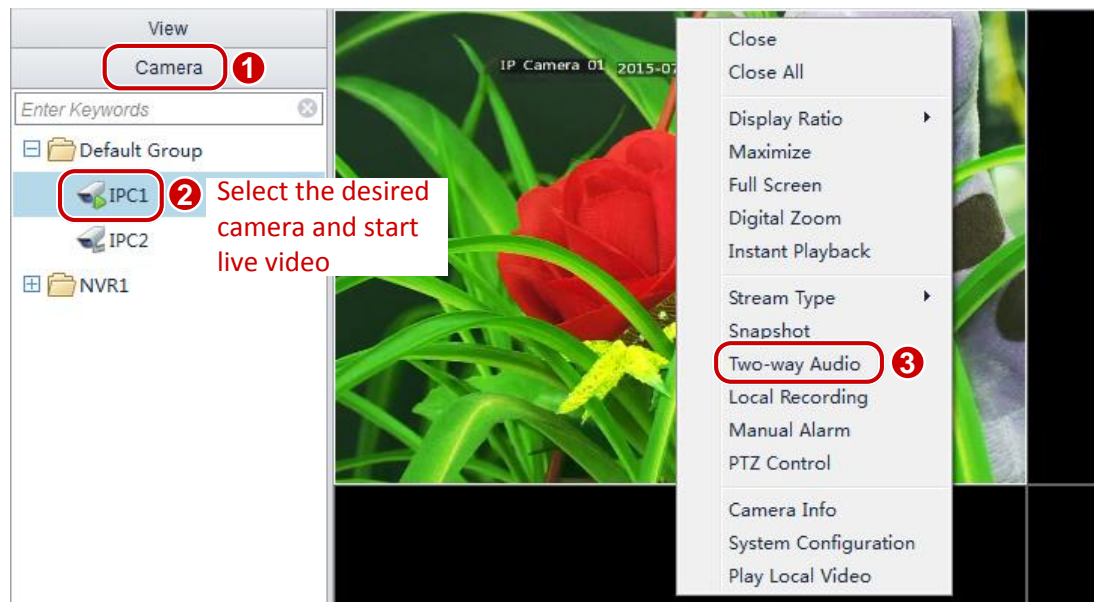 View
Camera
1
Enter Keywords
Default Group
IPC1
2
Select the desired
camera and start
live video
IPC2
NVR1
IP Camera 01 2015-07
Close
Close All
Display Ratio
Maximize
Full Screen
Digital Zoom
Instant Playback
Stream Type
Snapshot
Two-way Audio
3
Local Recording
Manual Alarm
PTZ Control
Camera Info
System Configuration
Play Local Video